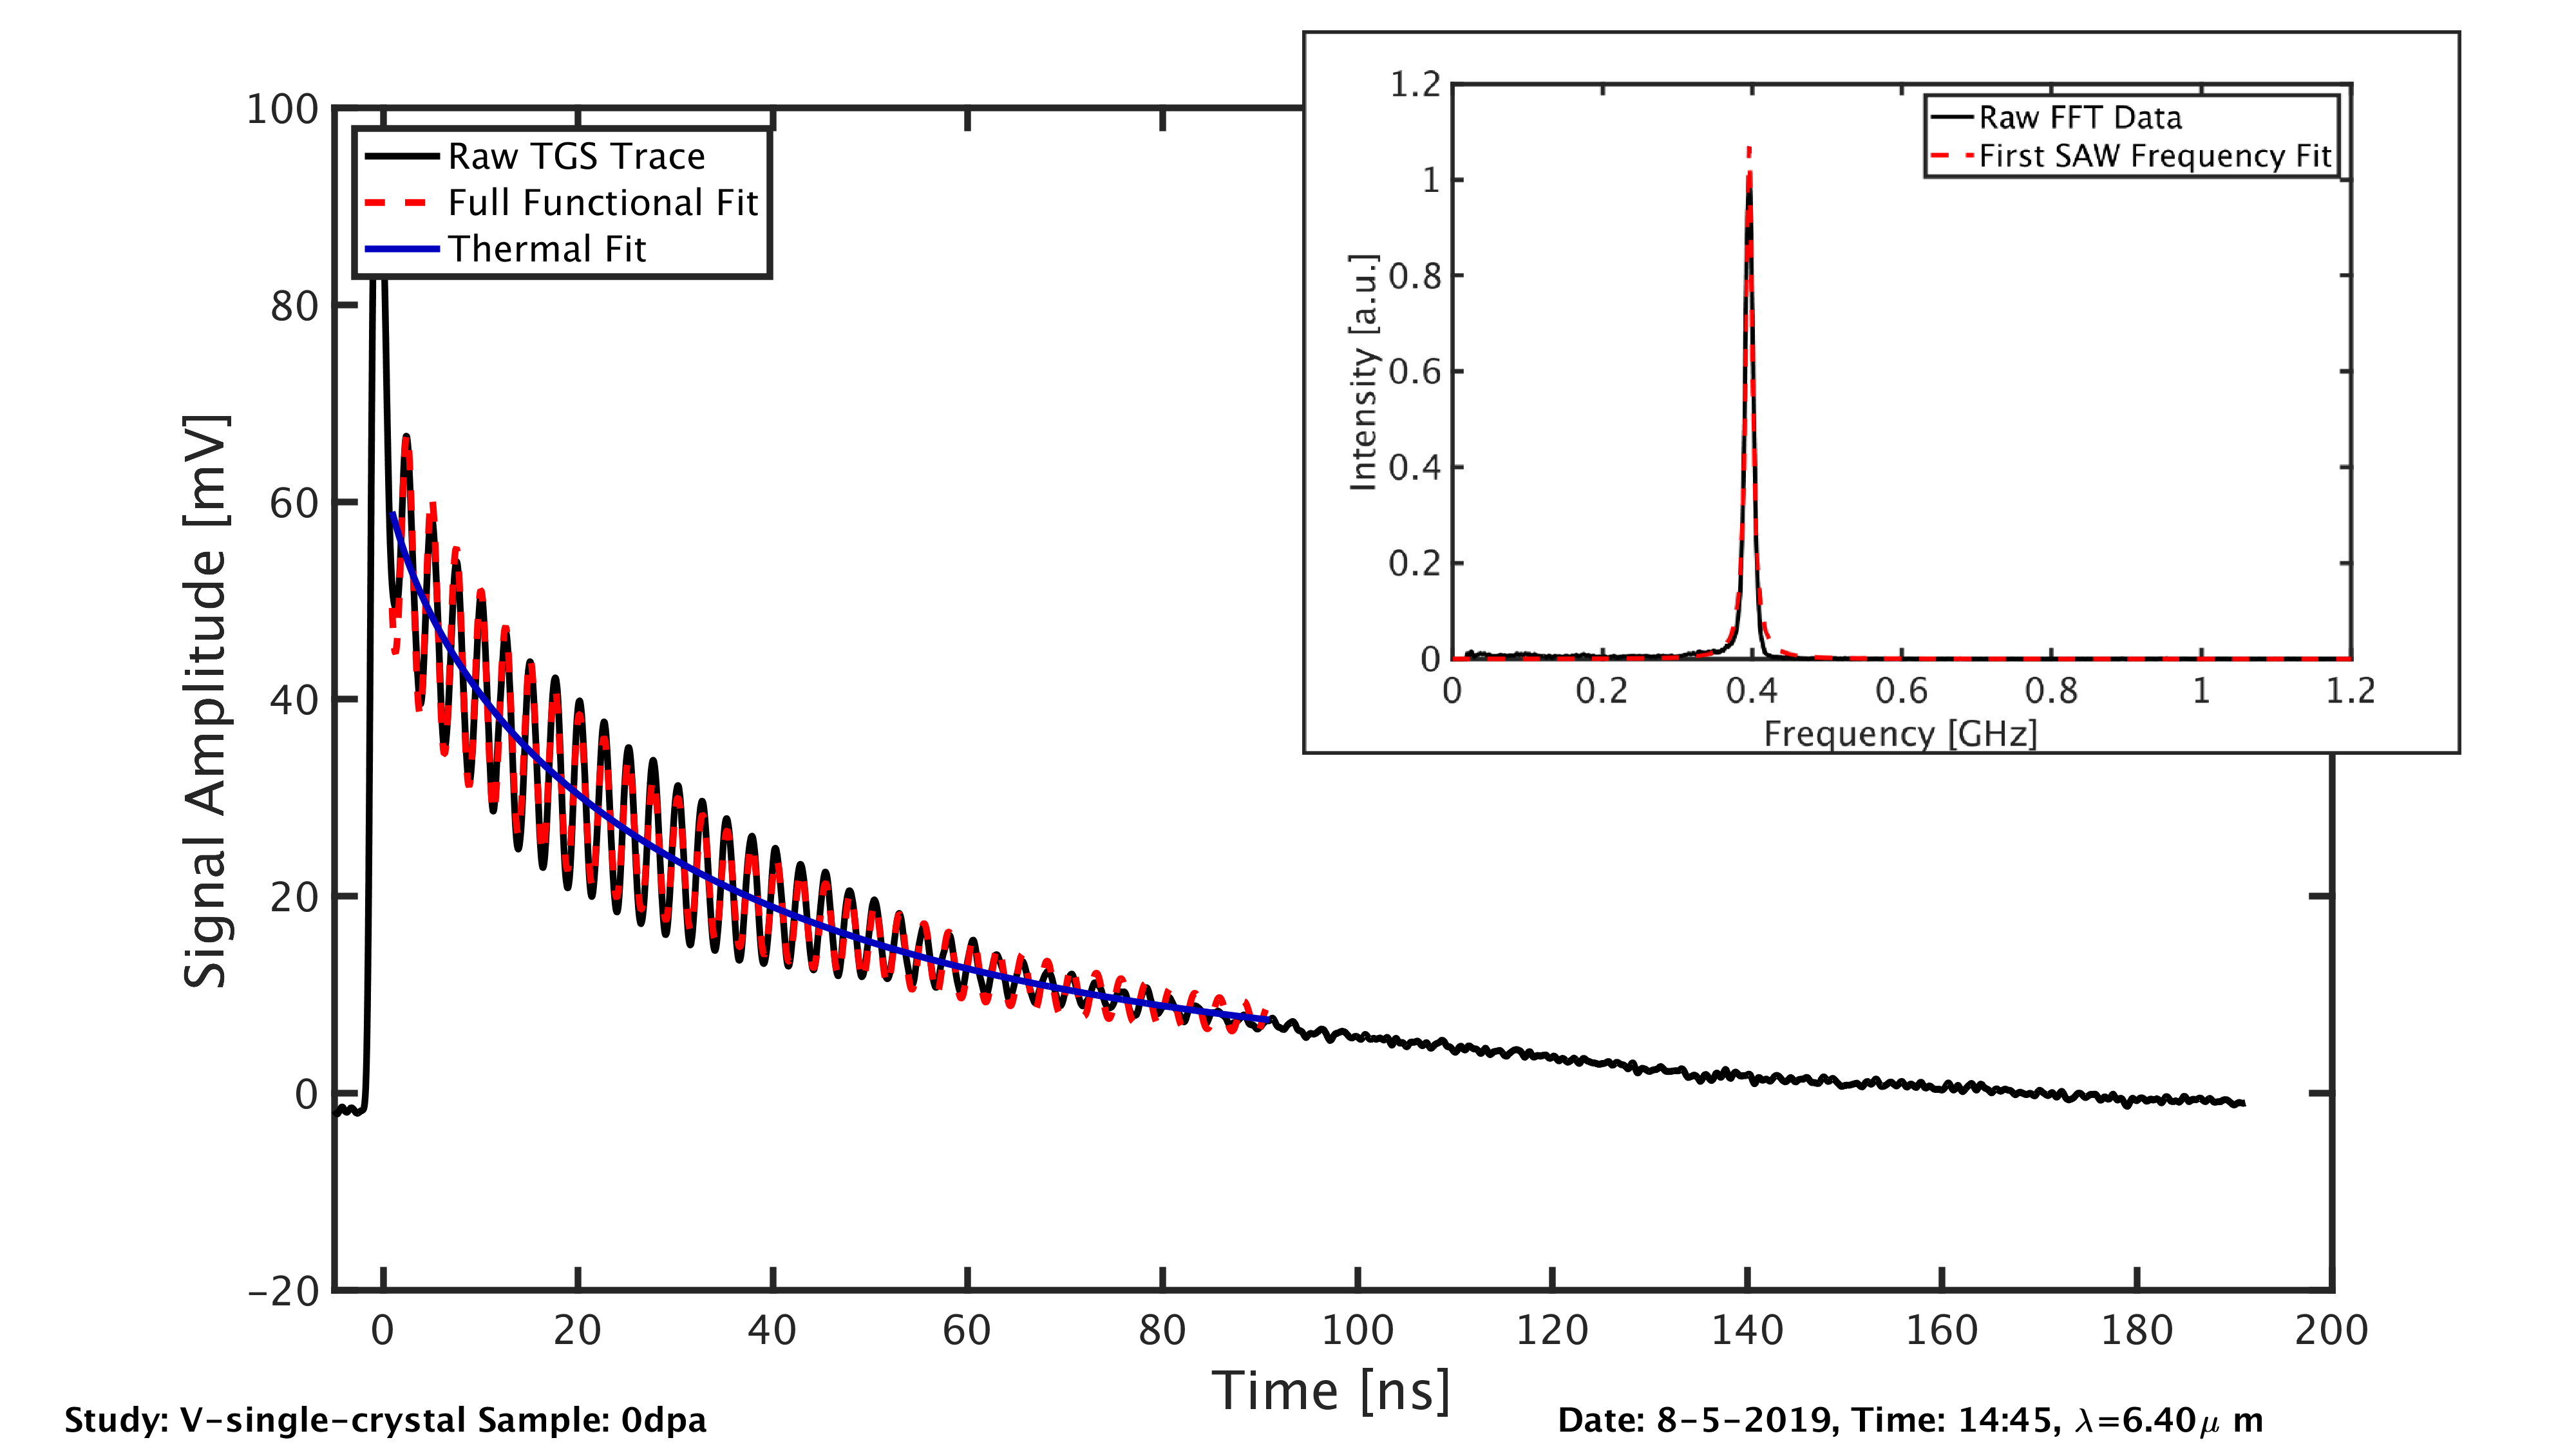 100
80
60
40
20
0
-20
Signal Amplitude [mV]
Raw TGS Trace
Full Functional Fit
Thermal Fit
0 20 40 60 80 100 120 140 160 180 200
Time [ns]
1.2
1
0.8
0.6
0.4
0.2
0
Intensity [a.u.]
Raw FFT Data
First SAW Frequency Fit
0 0.2 0.4 0.6 0.8 1 1.2
Frequency [GHz]
Study: V-single-crystal Sample: 0dpa
Date: 8-5-2019, Time: 14:45, λ=6.40μ m